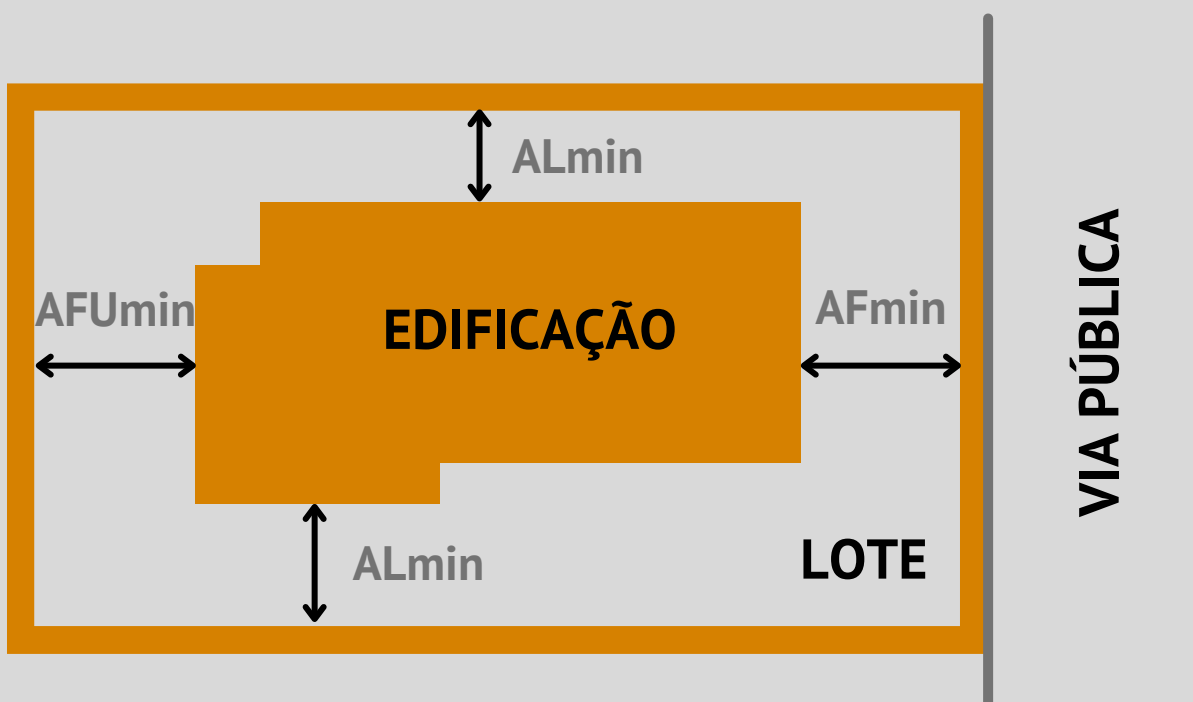 ALmin
AFUmin
EDIFICAÇÃO
AFmin
VIA PÚBLICA
ALmin
LOTE